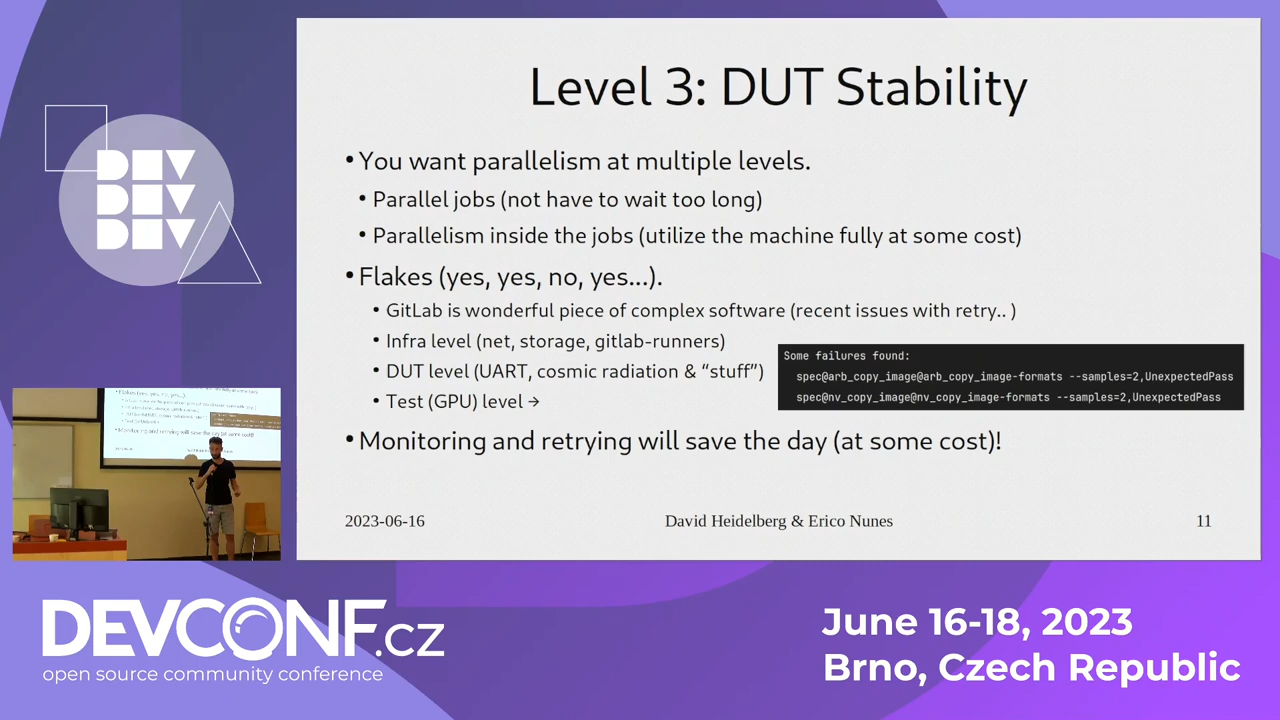 Level 3: DUT Stability
• You want parallelism at multiple levels.
• Parallel jobs (not have to wait too long)
• Parallelism inside the jobs (utilize the machine fully at some cost)
• Flakes (yes, yes, no, yes...).
• GitLab is wonderful piece of complex software (recent issues with retry.. )
• Infra level (net, storage, gitlab-runners)
• DUT level (UART, cosmic radiation & “stuff”)
• Test (GPU) level →
Some failures found:
spec@arb_copy_image@arb_copy_image-formats --samples=2,UnexpectedPass
spec@nv_copy_image@nv_copy_image-formats --samples=2,UnexpectedPass
• Monitoring and retrying will save the day (at some cost)!
2023-06-16
David Heidelberg & Erico Nunes
11
DEV
DEV
DEV
DEVCONF.cz
open source community conference
June 16-18, 2023
Brno, Czech Republic